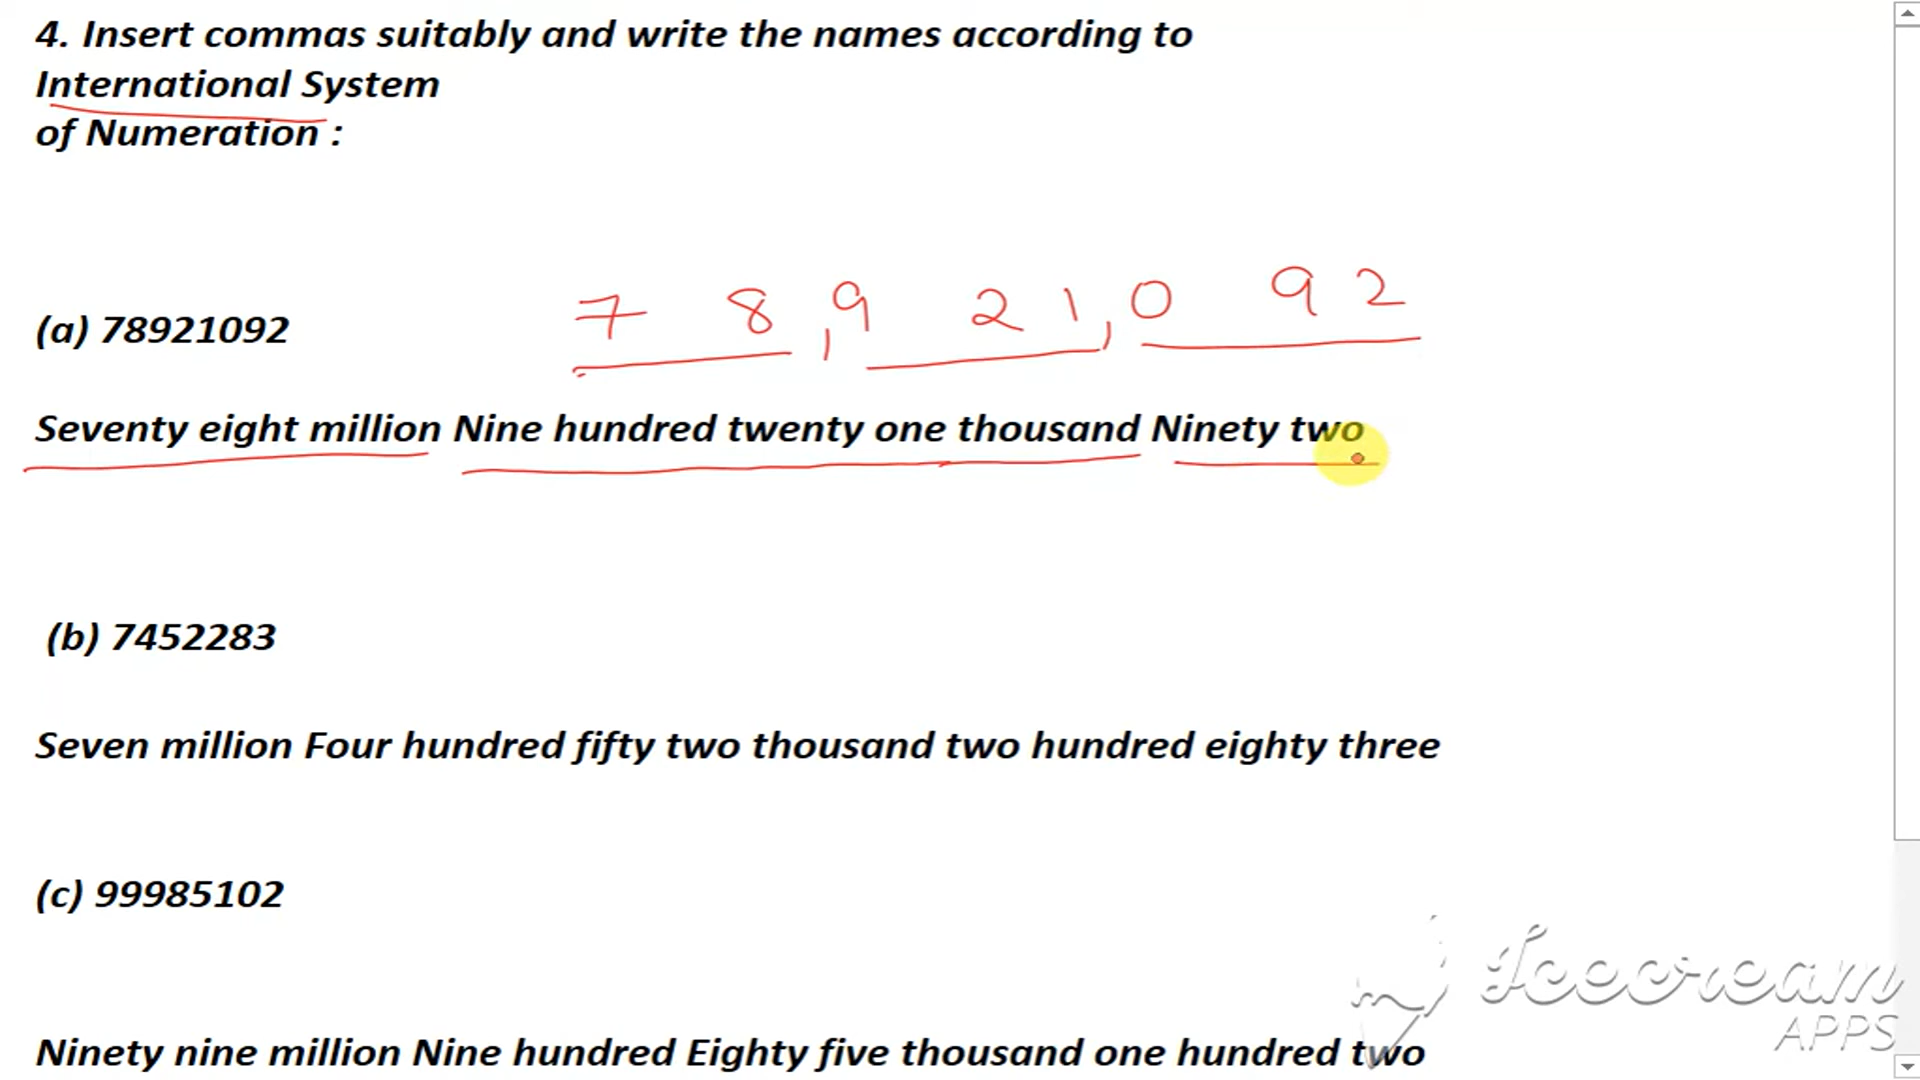 4. Insert commas suitably and write the names according to
International System
of Numeration :
7 8,9 2 1,0 9 2
(a) 78921092
Seventy eight million Nine hundred twenty one thousand Ninety two
(b) 7452283
Seven million Four hundred fifty two thousand two hundred eighty three
(c) 99985102
Icecream
APPS
Ninety nine million Nine hundred Eighty five thousand one hundred two